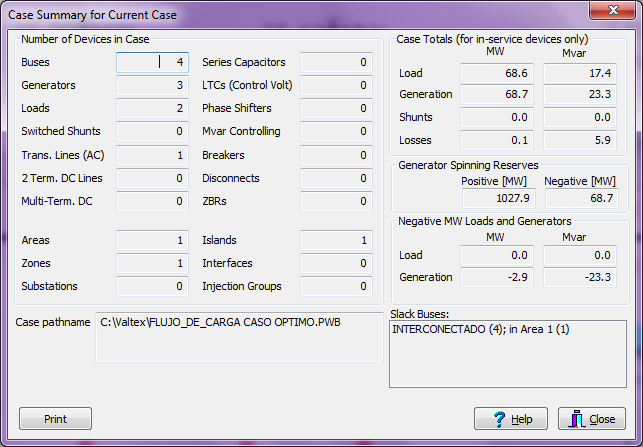 Case Summary for Current Case
Number of Devices in Case
Buses 4
Generators 3
Loads 2
Switched Shunts 0
Trans. Lines (AC) 1
2 Term. DC Lines 0
Multi-Term. DC 0
Areas 1
Zones 1
Substations 0
Series Capacitors 0
LTCs (Control Volt) 0
Phase Shifters 0
Mvar Controlling 0
Breakers 0
Disconnects 0
ZBRs 0
Islands 1
Interfaces 0
Injection Groups 0
Case Totals (for in-service devices only)
MW Mvar
Load 68.6 17.4
Generation 68.7 23.3
Shunts 0.0 0.0
Losses 0.1 5.9
Generator Spinning Reserves
Positive [MW] Negative [MW]
1027.9 68.7
Negative MW Loads and Generators
MW Mvar
Load 0.0 0.0
Generation -2.9 -23.3
Case pathname C:\Valtex\FLUJO_DE_CARGA CASO OPTIMO.PWB
Slack Buses:
INTERCONECTADO (4); in Area 1 (1)
Print
? Help
Close